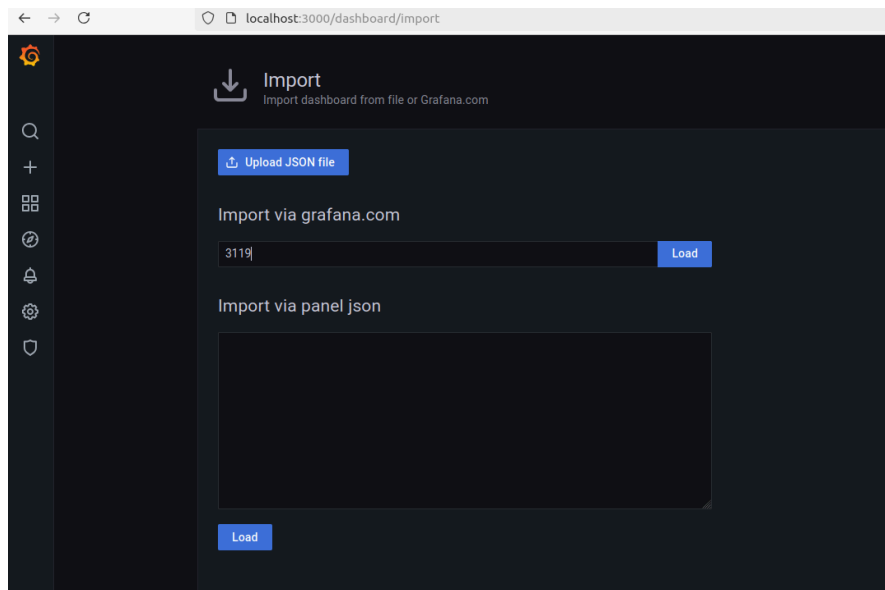 localhost:3000/dashboard/import
Import
Import dashboard from file or Grafana.com
Upload JSON file
Import via grafana.com
3119
Load
Import via panel json
Load